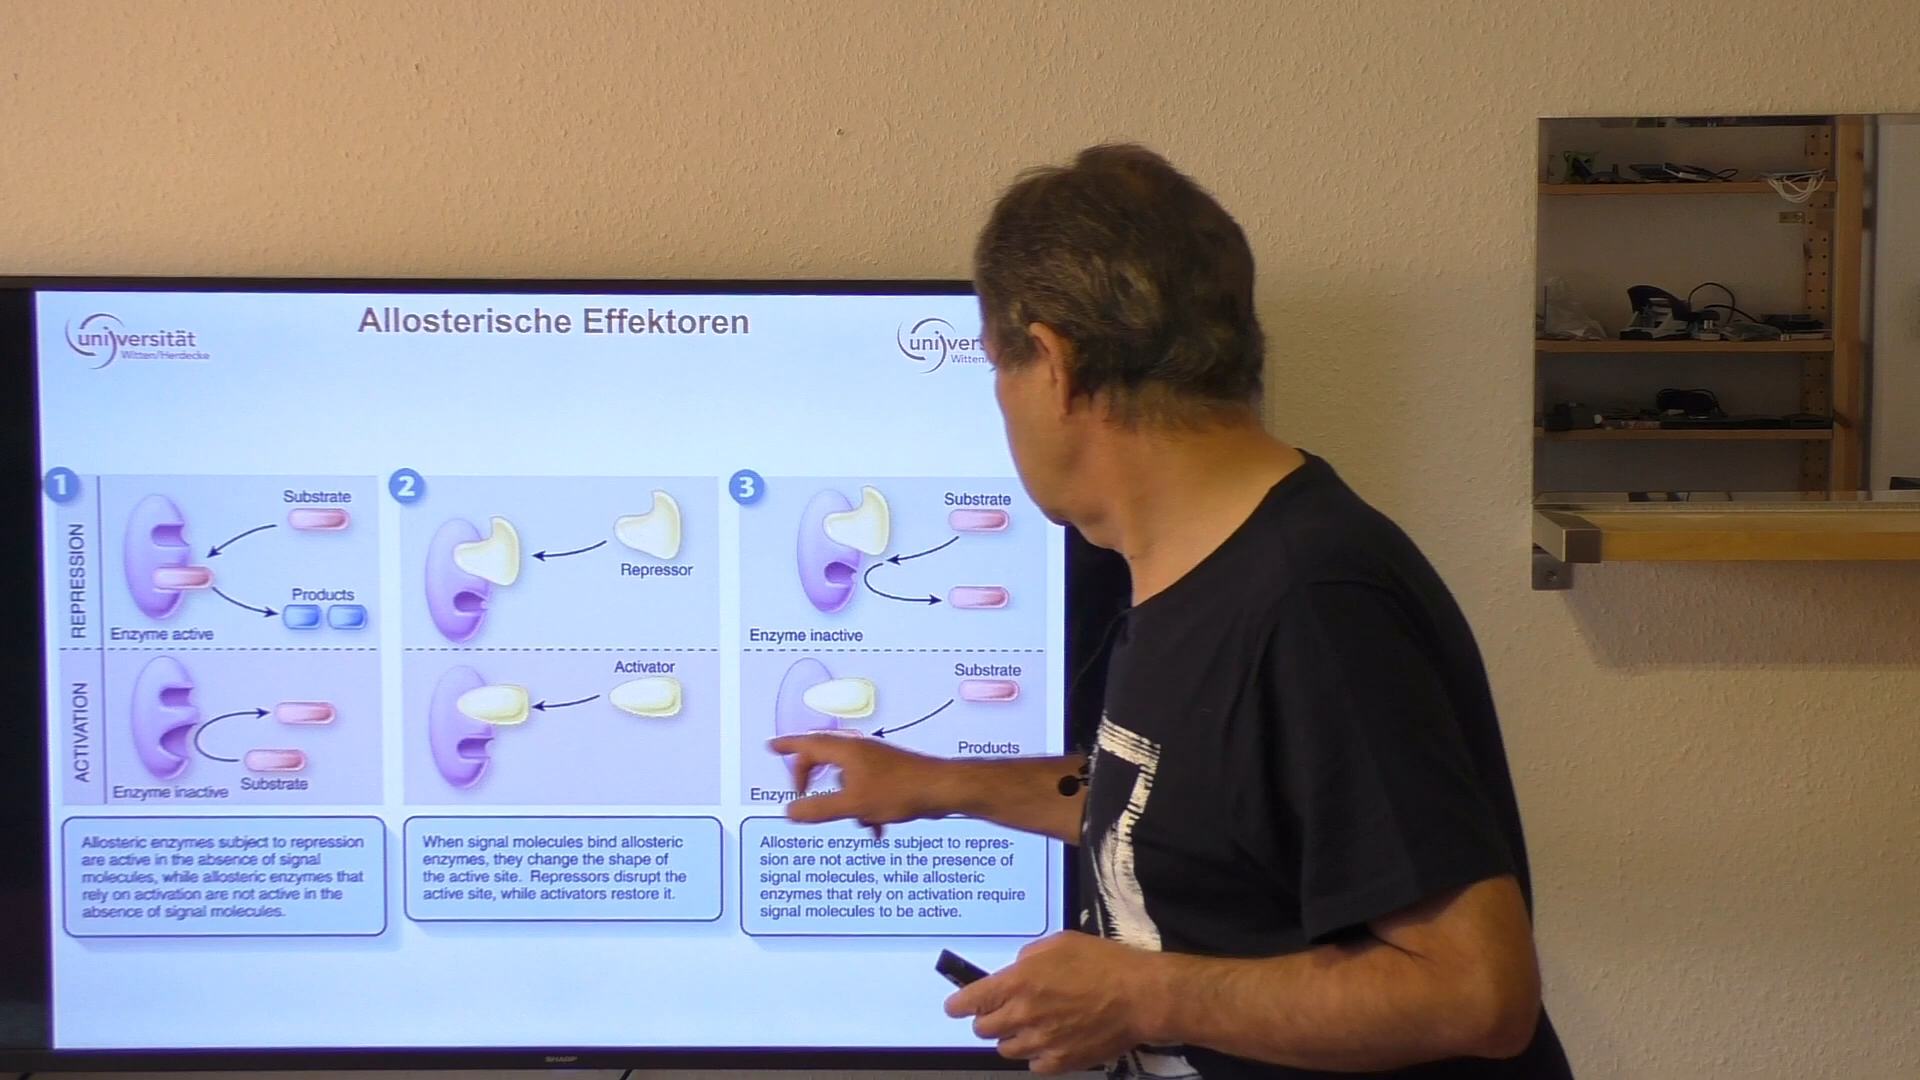 Allosterische Effektoren
universität
Witten/Herdecke
univer
Witten
1
2
3
REPRESSION
Substrate
Products
Enzyme active
Repressor
Substrate
Enzyme inactive
ACTIVATION
Enzyme inactive
Substrate
Activator
Substrate
Products
Allosteric enzymes subject to repression
are active in the absence of signal
molecules, while allosteric enzymes that
rely on activation are not active in the
absence of signal molecules.
When signal molecules bind allosteric
enzymes, they change the shape of
the active site. Repressors disrupt the
active site, while activators restore it.
Allosteric enzymes subject to repres-
sion are not active in the presence of
signal molecules, while allosteric
enzymes that rely on activation require
signal molecules to be active.
SHARP